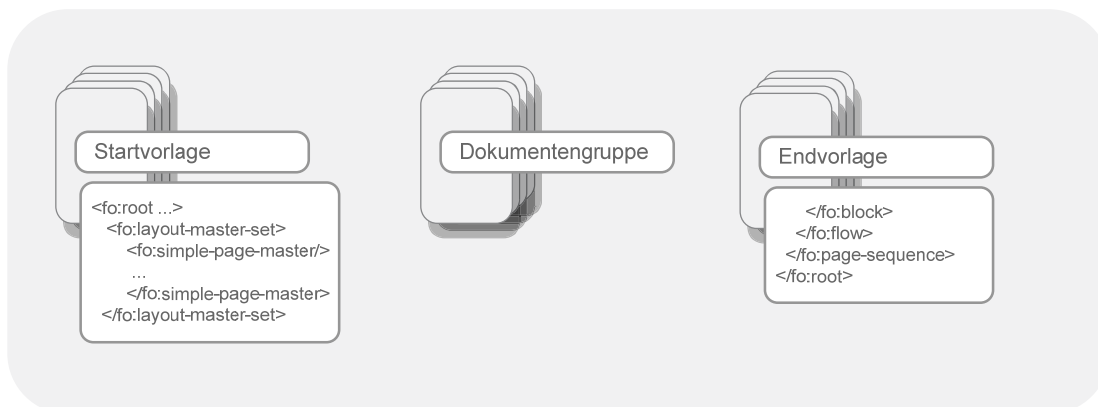 Startvorlage
<fo:root ...>
<fo:layout-master-set>
<fo:simple-page-master/>
...
</fo:simple-page-master>
</fo:layout-master-set>
Dokumentengruppe
Endvorlage
</fo:block>
</fo:flow>
</fo:page-sequence>
</fo:root>